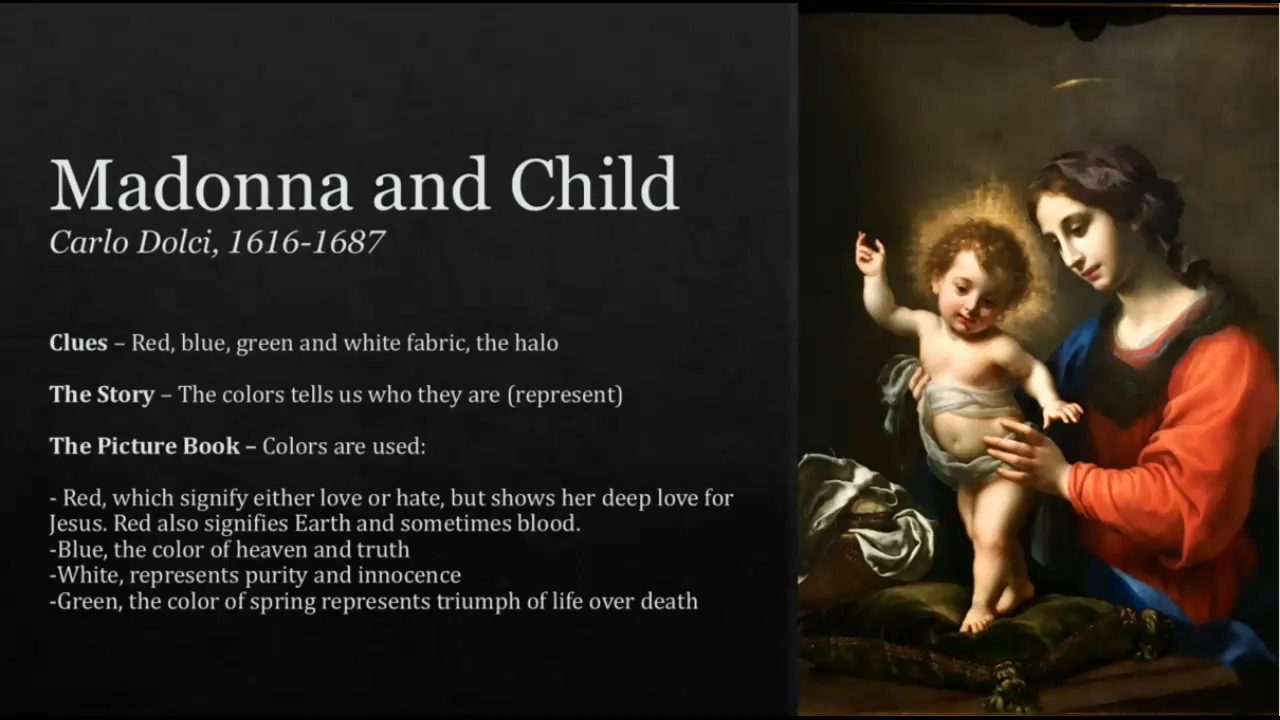 Madonna and Child
Carlo Dolci, 1616-1687
Clues – Red, blue, green and white fabric, the halo
The Story – The colors tells us who they are (represent)
The Picture Book – Colors are used:
- Red, which signify either love or hate, but shows her deep love for
Jesus. Red also signifies Earth and sometimes blood.
-Blue, the color of heaven and truth
-White, represents purity and innocence
-Green, the color of spring represents triumph of life over death